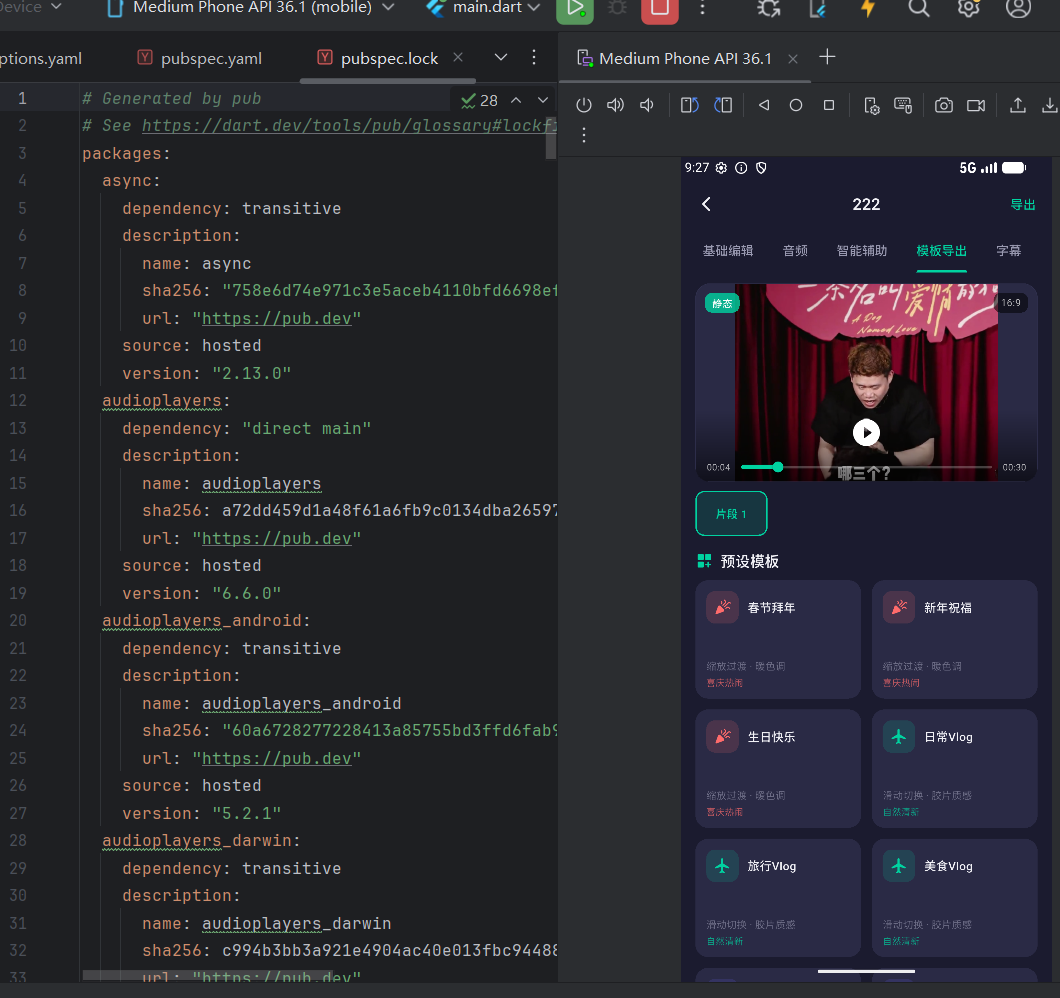 Device
Medium Phone API 36.1 (mobile)
main.dart
ptions.yaml
pubspec.yaml
pubspec.lock
Medium Phone API 36.1
28
1 # Generated by pub
2 # See https://dart.dev/tools/pub/glossary#lockfi
3 packages:
4 async:
5 dependency: transitive
6 description:
7 name: async
8 sha256: "758e6d74e971c3e5aceb4110bfd6698ef
9 url: "https://pub.dev"
10 source: hosted
11 version: "2.13.0"
12 audioplayers:
13 dependency: "direct main"
14 description:
15 name: audioplayers
16 sha256: a72dd459d1a48f61a6fb9c0134dba26597
17 url: "https://pub.dev"
18 source: hosted
19 version: "6.6.0"
20 audioplayers_android:
21 dependency: transitive
22 description:
23 name: audioplayers_android
24 sha256: "60a6728277228413a85755bd3ffd6fab9
25 url: "https://pub.dev"
26 source: hosted
27 version: "5.2.1"
28 audioplayers_darwin:
29 dependency: transitive
30 description:
31 name: audioplayers_darwin
32 sha256: c994b3bb3a921e4904ac40e013fbc94488
33 url: "https://pub.dev"
9:27
5G
222
导出
基础编辑 音频 智能辅助 模板导出 字幕
静态
16:9
一条名叫爱情的狗
A Dog
Named Love
哪三个?
00:04
00:30
片段 1
预设模板
春节拜年
缩放过渡 · 暖色调
喜庆热闹
新年祝福
缩放过渡 · 暖色调
喜庆热闹
生日快乐
缩放过渡 · 暖色调
喜庆热闹
日常Vlog
滑动切换 · 胶片质感
自然清新
旅行Vlog
滑动切换 · 胶片质感
自然清新
美食Vlog
滑动切换 · 胶片质感
自然清新